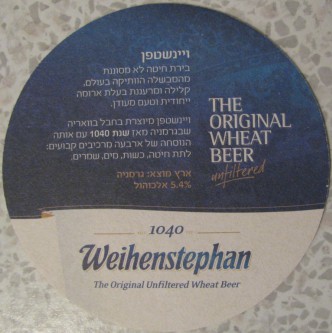 ויינשטפן
בירת חיטה לא מסוננת
מהמבשלה הוותיקה בעולם,
קלילה ומרעננת בעלת ארומה
ייחודית וטעם מעודן.
ויינשטפן מיוצרת בחבל בוואריה
שבגרמניה מאז שנת 1040 עם אותה
הנוסחה של ארבעה מרכיבים קבועים:
לתת חיטה, כשות, מים, שמרים.
ארץ מוצא: גרמניה
5.4% אלכוהול
THE
ORIGINAL
WHEAT
BEER
unfiltered
1040
Weihenstephan
The Original Unfiltered Wheat Beer